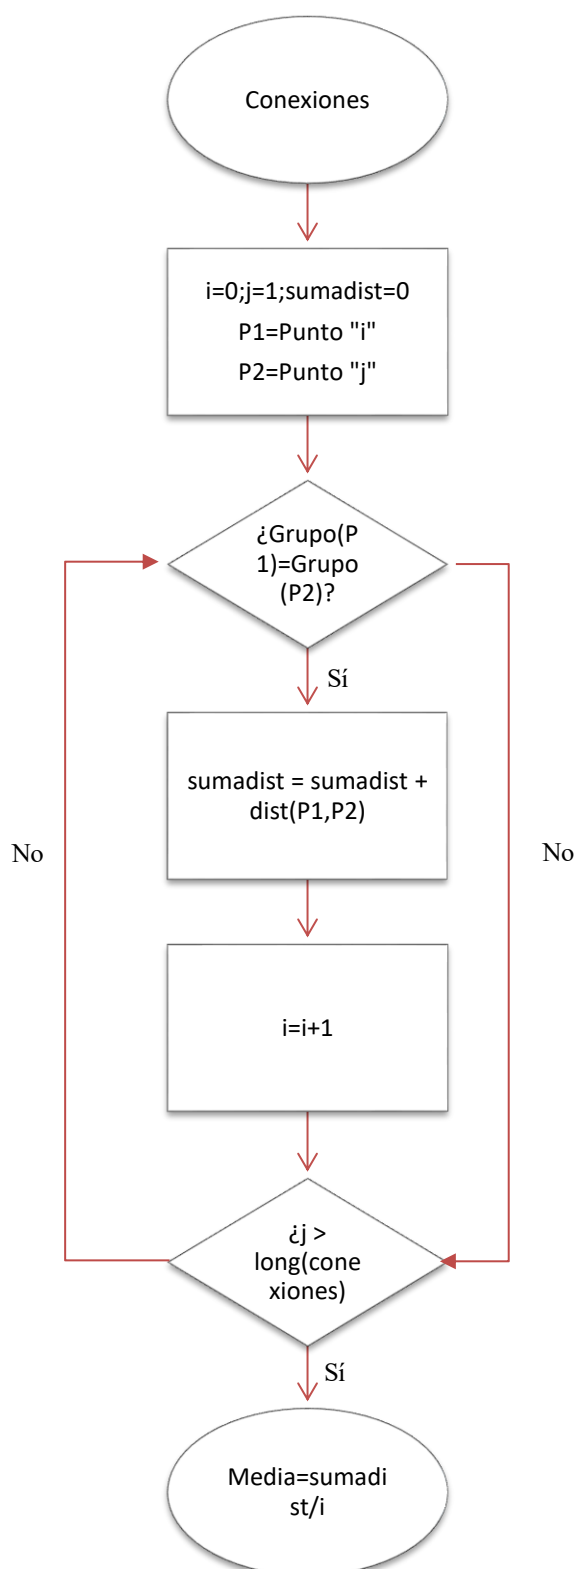 Conexiones
i=0;j=1;sumadist=0
P1=Punto "i"
P2=Punto "j"
¿Grupo(P
1)=Grupo
(P2)?
Sí
sumadist = sumadist +
dist(P1,P2)
No
No
i=i+1
¿j >
long(cone
xiones)
Sí
Media=sumadi
st/i